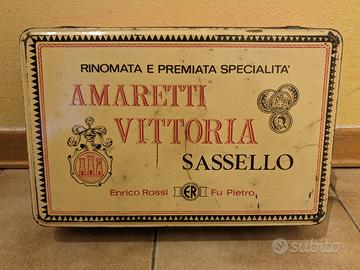 RINOMATA E PREMIATA SPECIALITA'
AMARETTI
VITTORIA
SASSELLO
Enrico Rossi ER Fu Pietro
subito